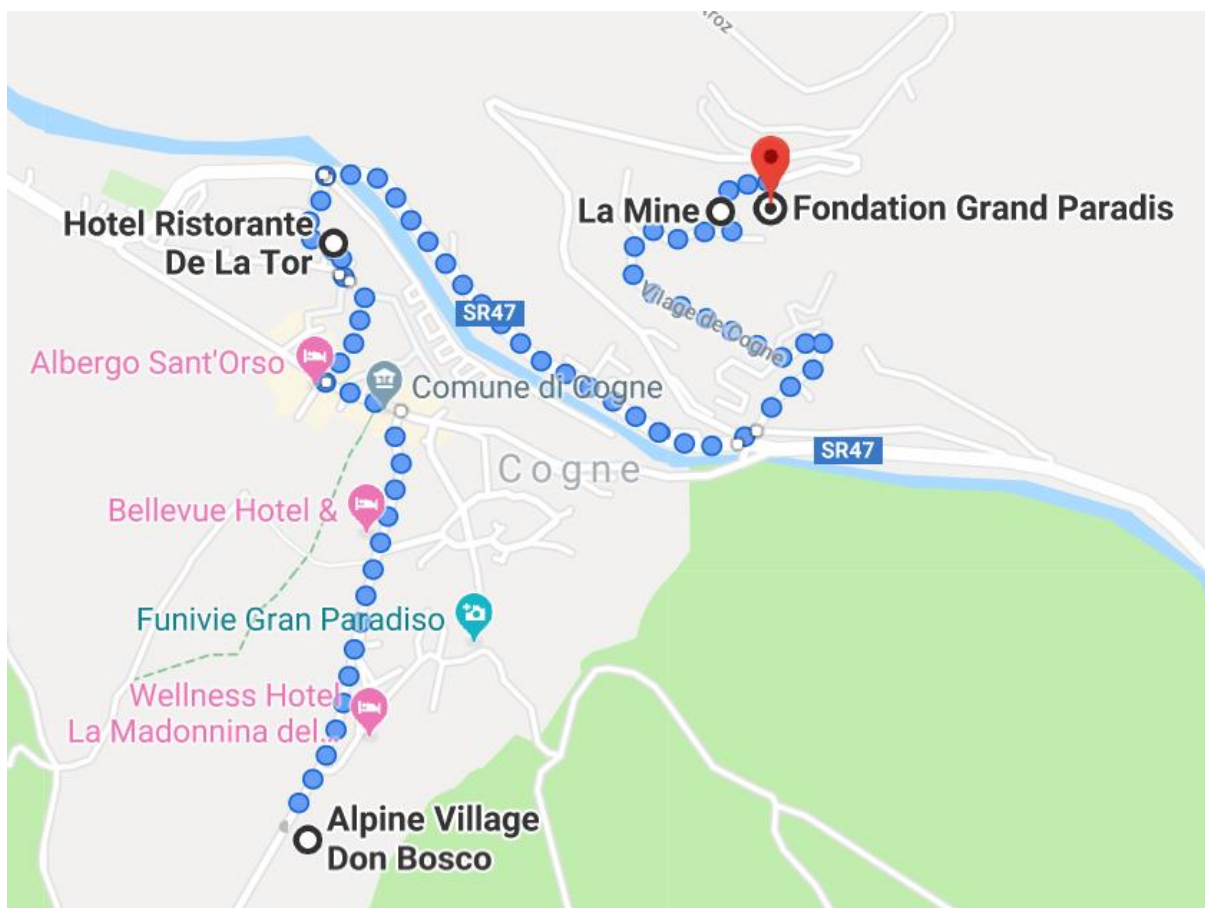 roz
La Mine
Fondation Grand Paradis
Hotel Ristorante
De La Tor
Village de Cogne
SR47
Albergo Sant'Orso
Comune di Cogne
SR47
Cogne
Bellevue Hotel &
Funivie Gran Paradiso
Wellness Hotel
La Madonnina del...
Alpine Village
Don Bosco